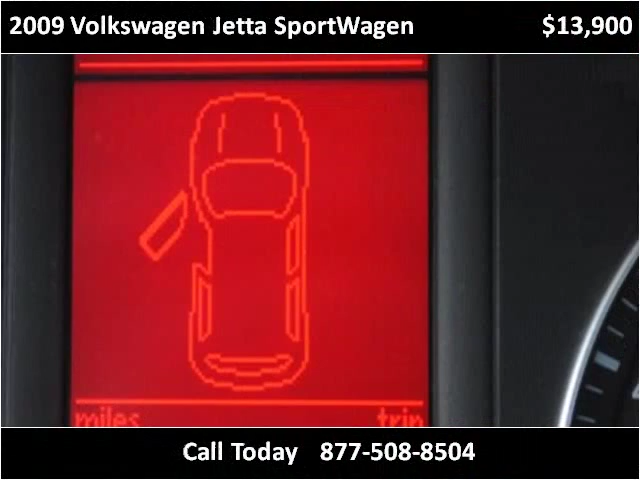 2009 Volkswagen Jetta SportWagen $13,900
miles trip
Call Today 877-508-8504